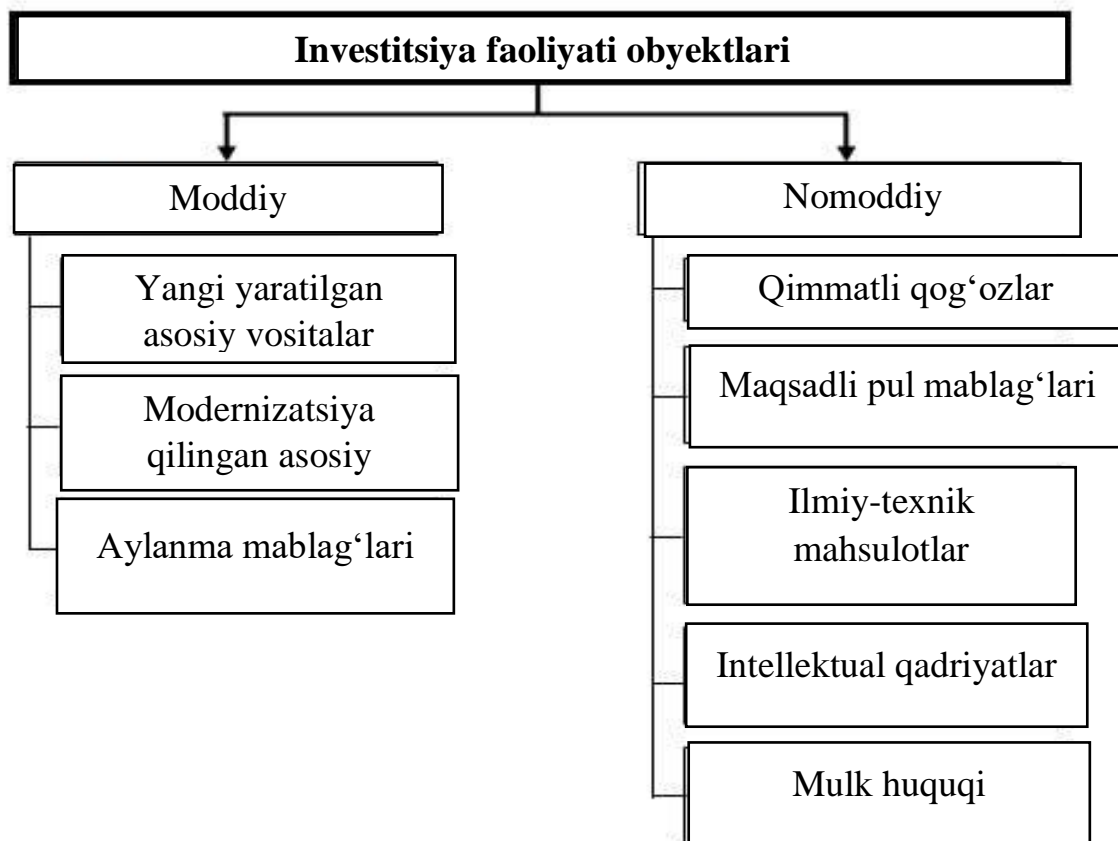 Investitsiya faoliyati obyektlari
Moddiy
Yangi yaratilgan
asosiy vositalar
Modernizatsiya
qilingan asosiy
Aylanma mablag‘lari
Nomoddiy
Qimmatli qog‘ozlar
Maqsadli pul mablag‘lari
Ilmiy-texnik
mahsulotlar
Intellektual qadriyatlar
Mulk huquqi